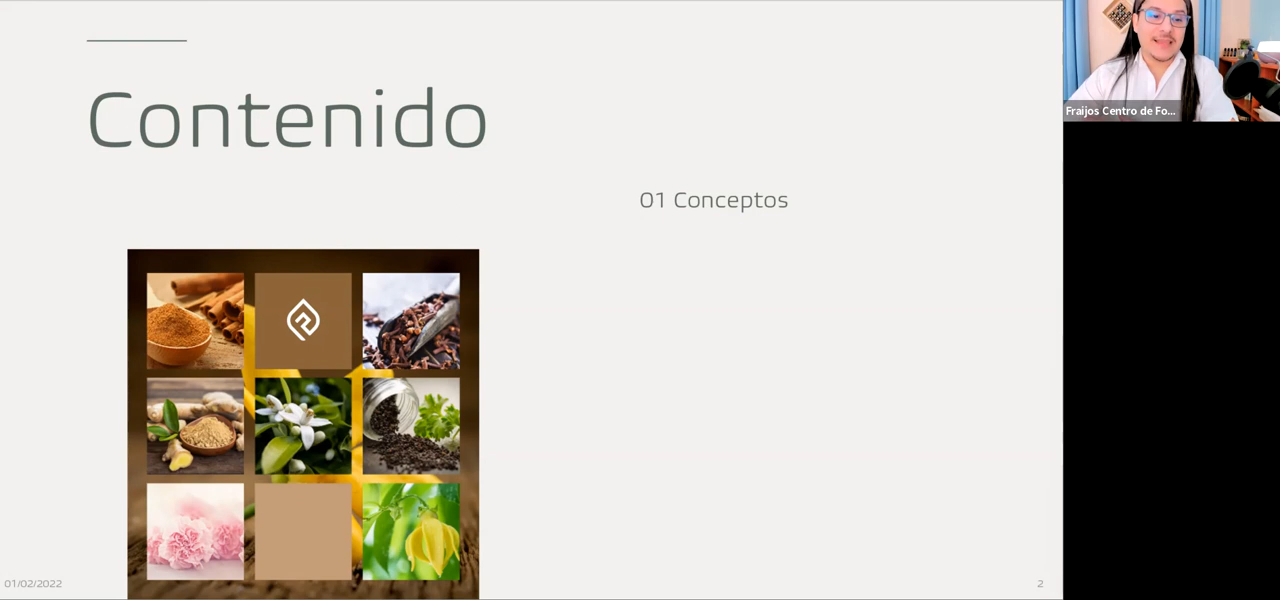 Contenido
01 Conceptos
Fraijos Centro de Fo...
01/02/2022
2